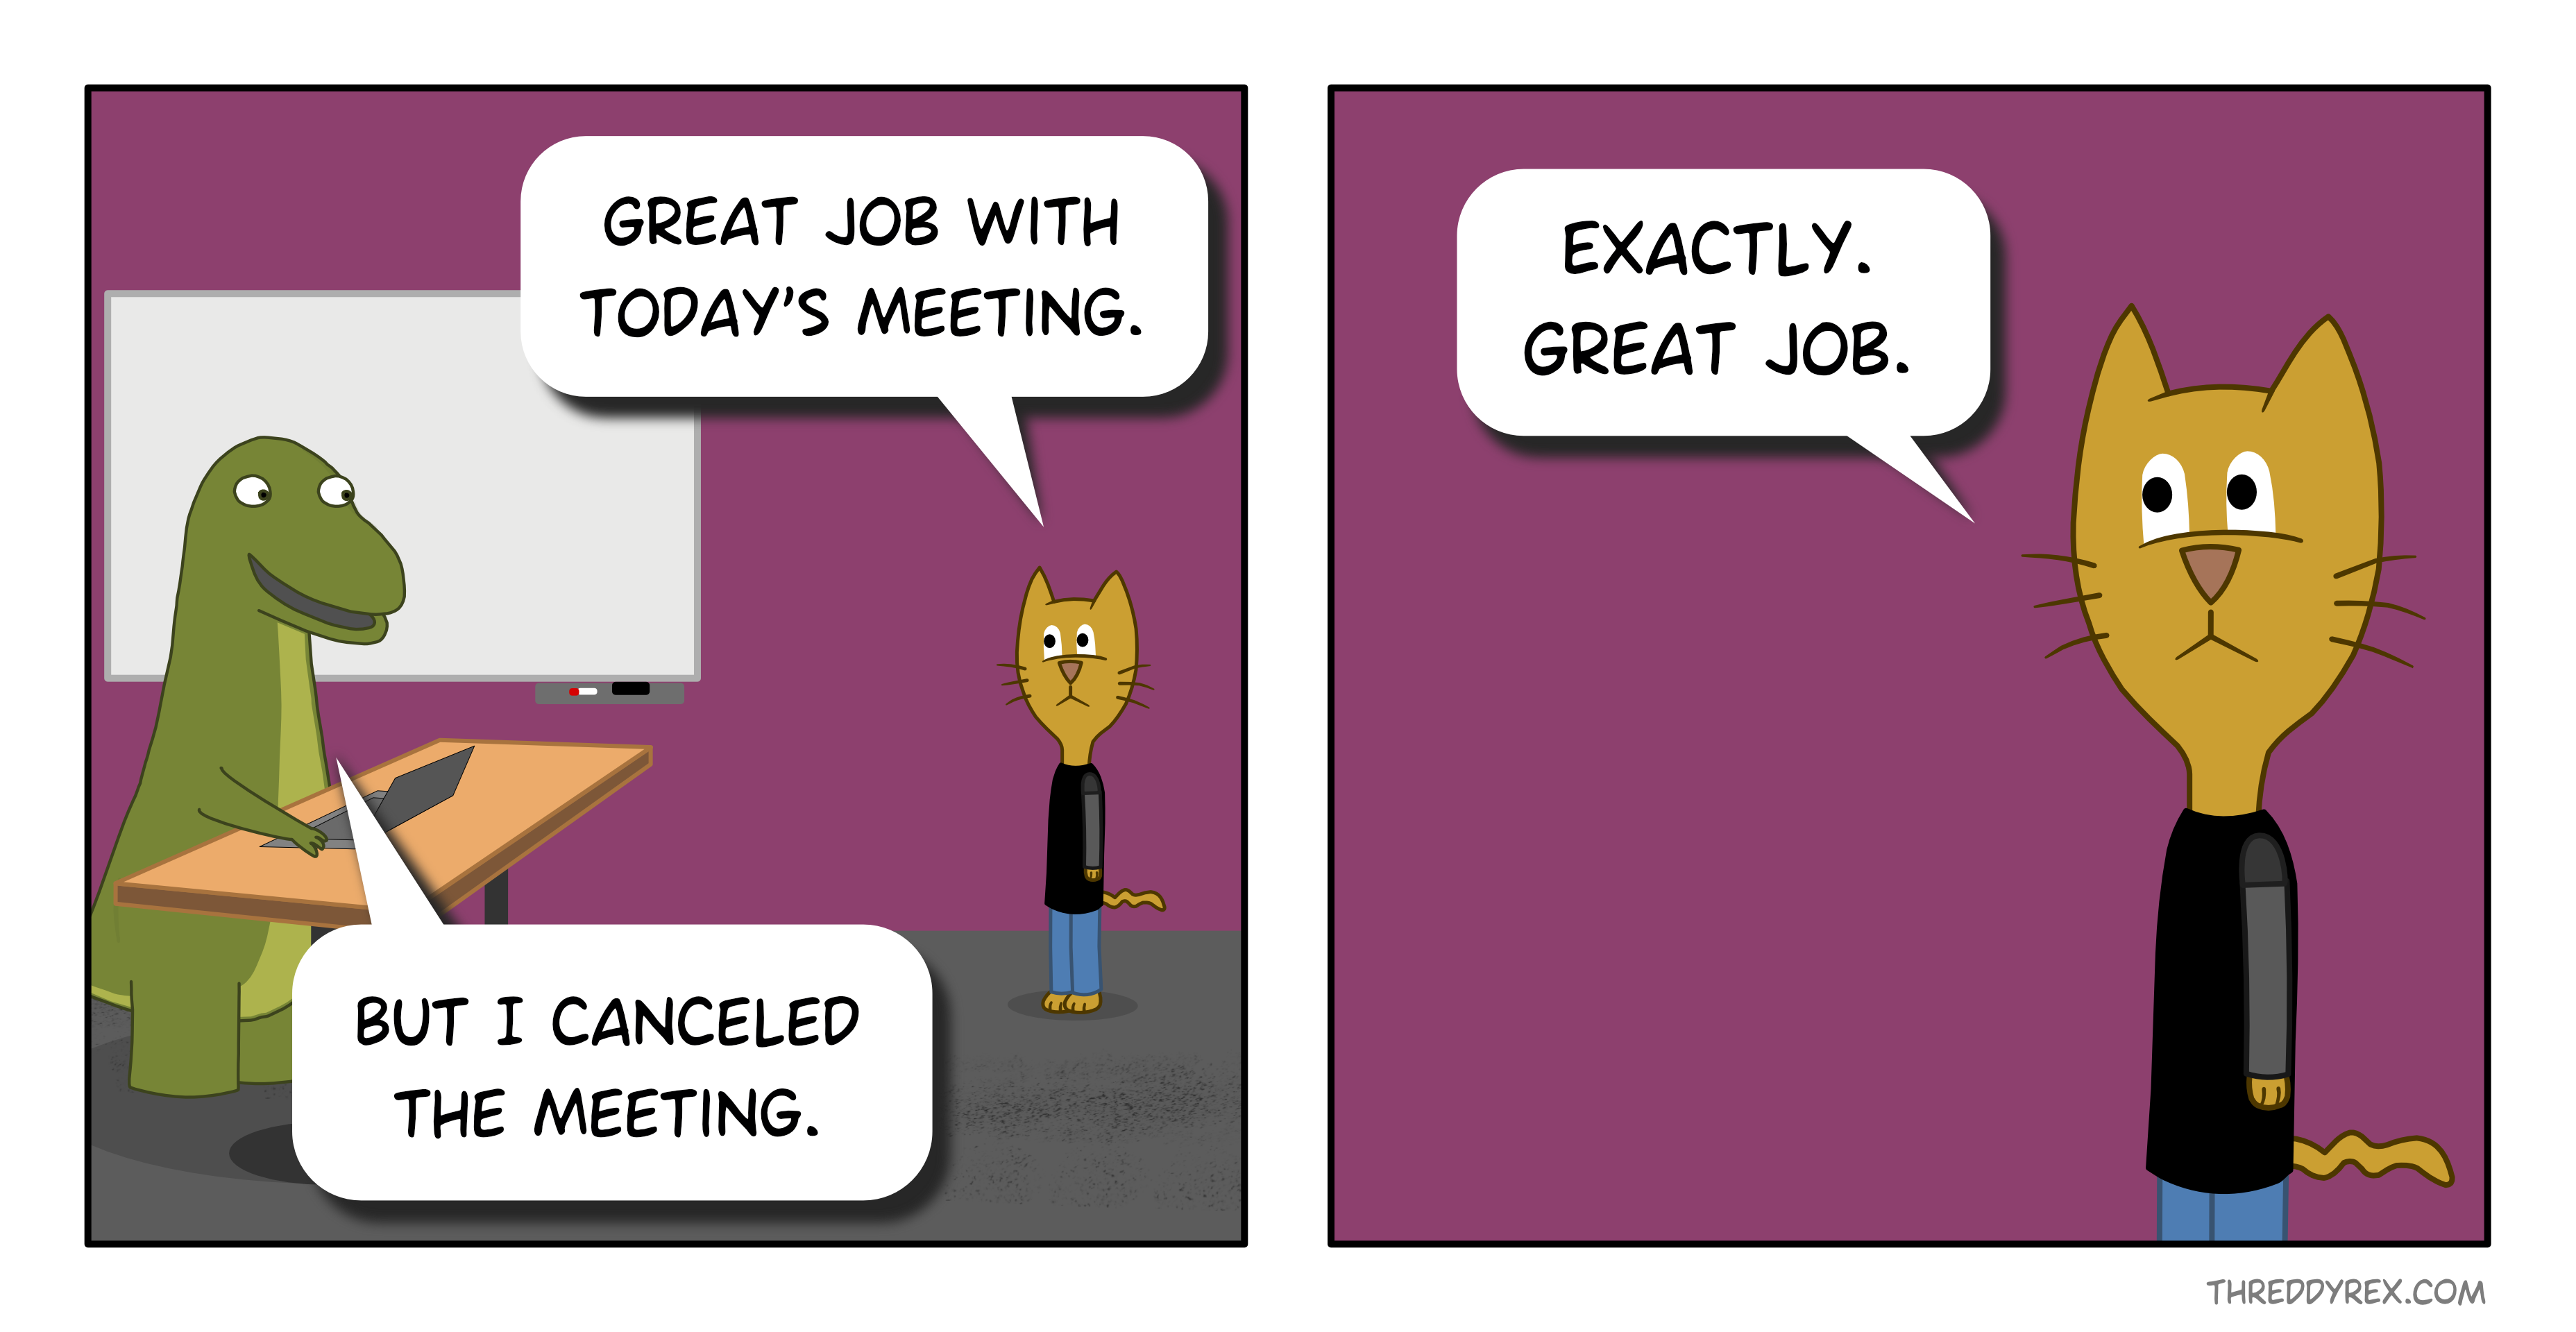 GREAT JOB WITH
TODAY'S MEETING.
BUT I CANCELED
THE MEETING.
EXACTLY.
GREAT JOB.
THREDDYREX.COM